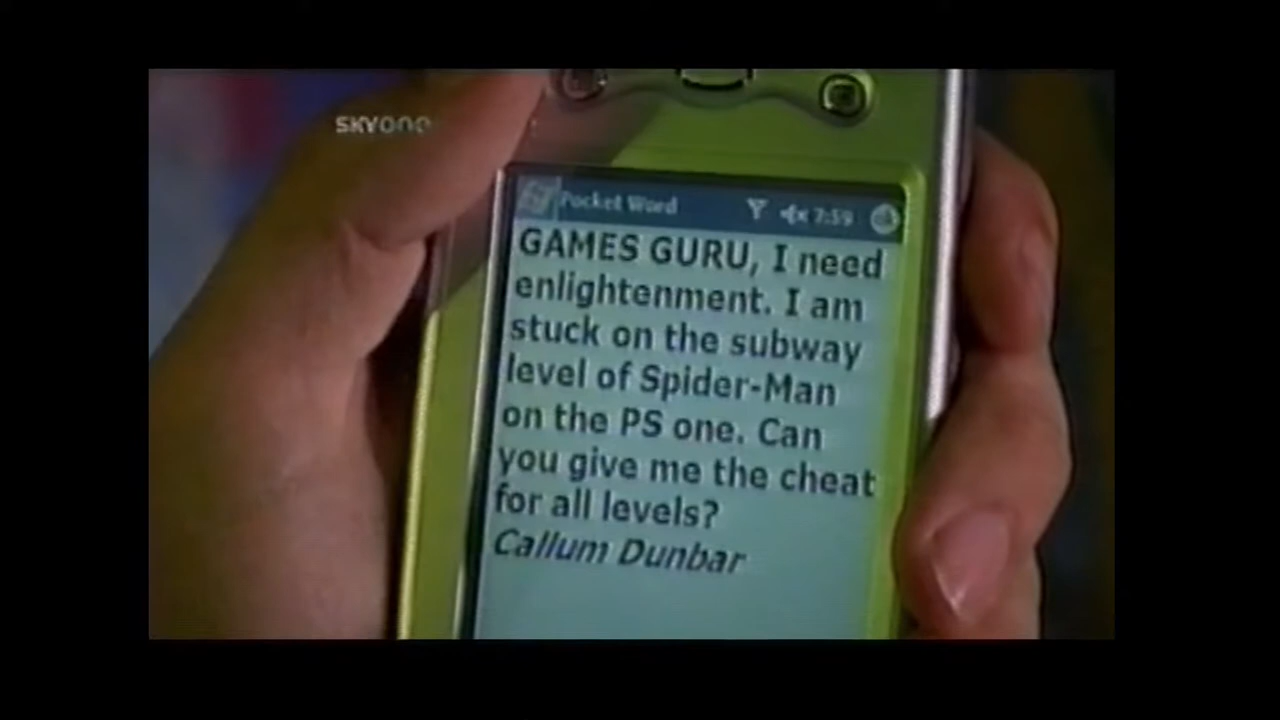 SKYONE
Pocket Word 7:59
GAMES GURU, I need
enlightenment. I am
stuck on the subway
level of Spider-Man
on the PS one. Can
you give me the cheat
for all levels?
Callum Dunbar